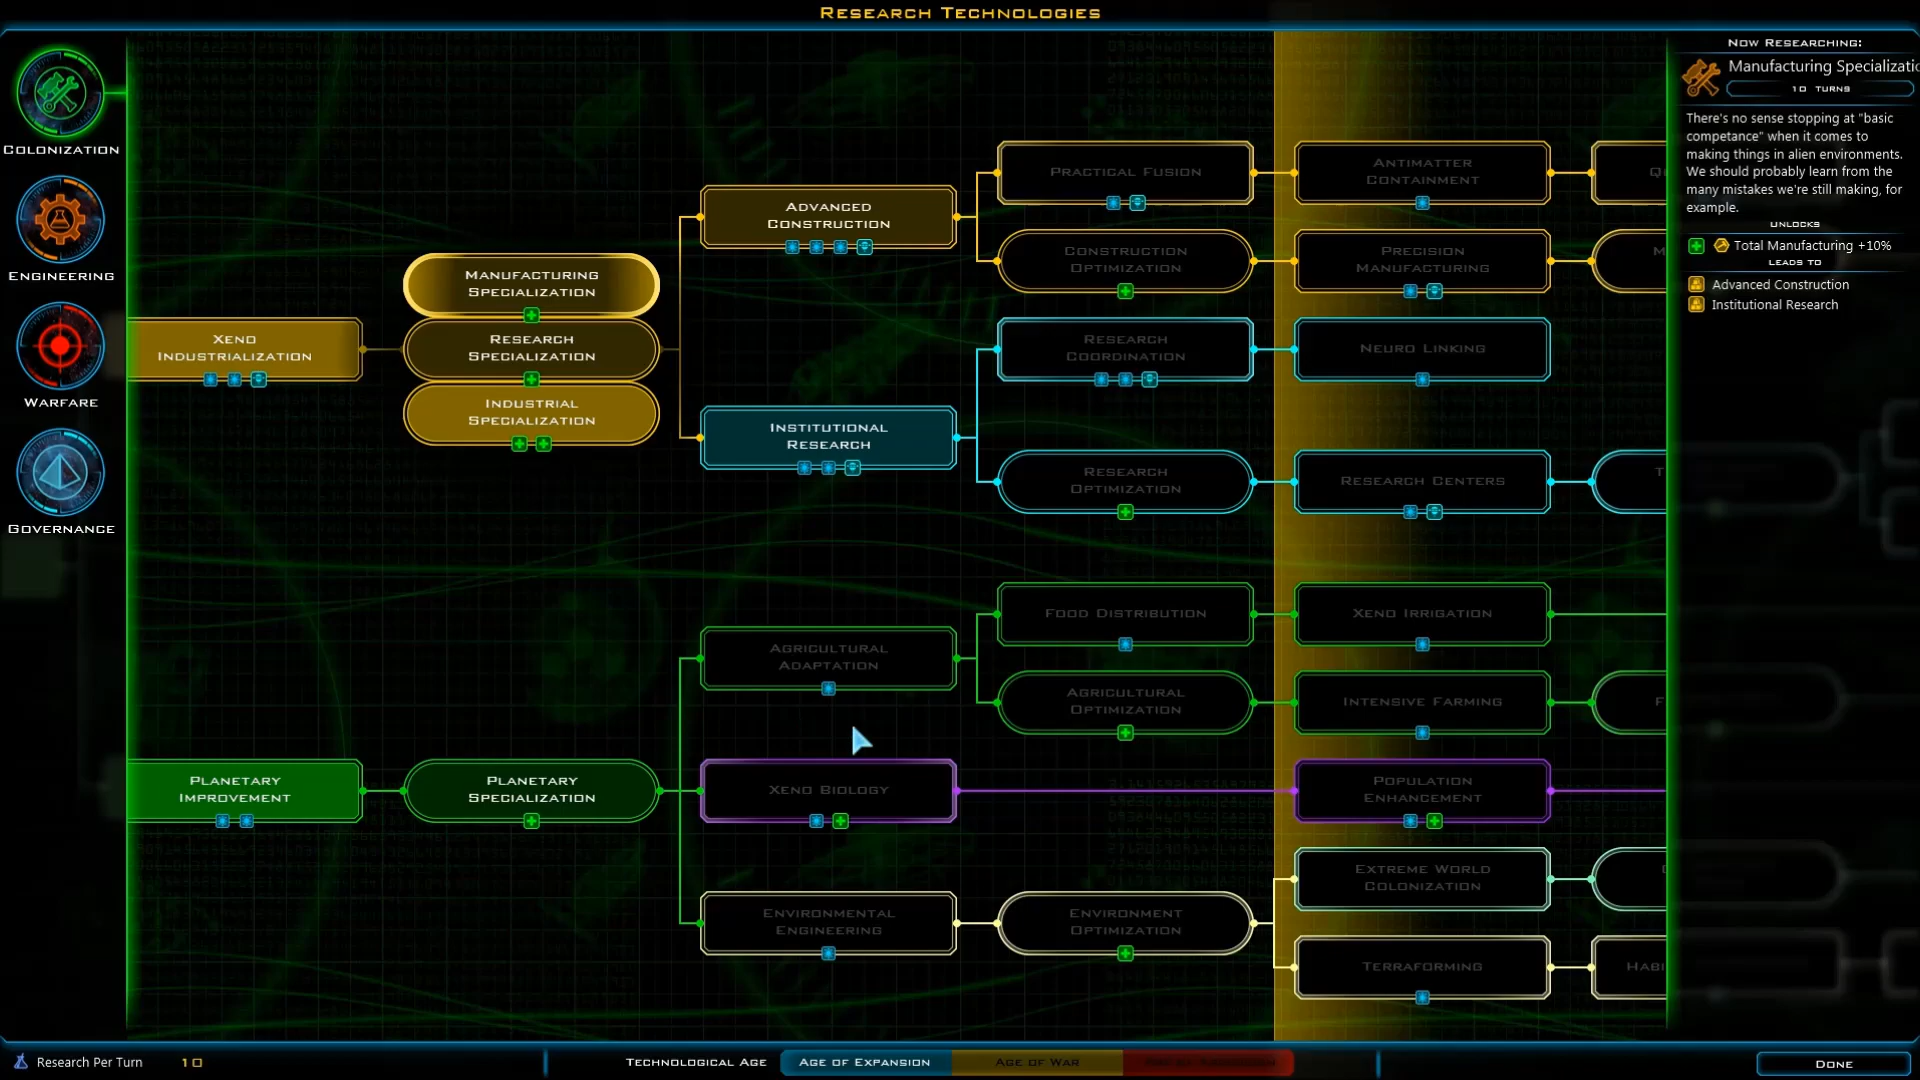 Research Technologies
Colonization
Engineering
Warfare
Governance
Xeno
Industrialization
Manufacturing
Specialization
Research
Specialization
Industrial
Specialization
Advanced
Construction
Institutional
Research
Practical Fusion
Construction
Optimization
Research
Coordination
Research
Optimization
Antimatter
Containment
Precision
Manufacturing
Neuro Linking
Research Centers
Planetary
Improvement
Planetary
Specialization
Agricultural
Adaptation
Xeno Biology
Environmental
Engineering
Food Distribution
Agricultural
Optimization
Environment
Optimization
Xeno Irrigation
Intensive Farming
Population
Enhancement
Extreme World
Colonization
Terraforming
Habi
Now Researching:
Manufacturing Specializatio
10 turns
There's no sense stopping at "basic
competance" when it comes to
making things in alien environments.
We should probably learn from the
many mistakes we're still making, for
example.
Unlocks
Total Manufacturing +10%
Leads to
Advanced Construction
Institutional Research
Research Per Turn 10
Technological Age
Age of Expansion
Age of War
Done